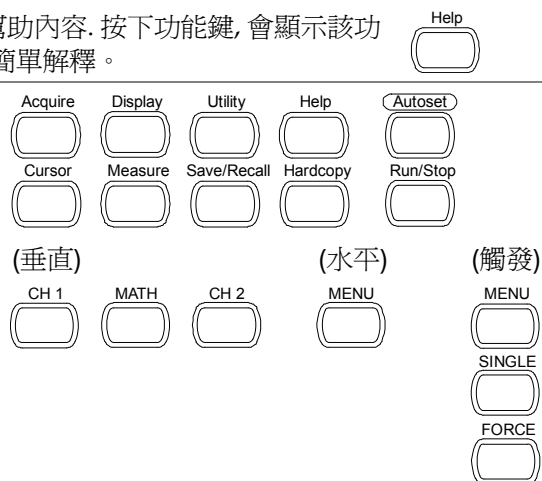 助內容. 按下功能鍵, 會顯示該功
Help
簡單解釋。
Acquire Display Utility Help Autoset
Cursor Measure Save/Recall Hardcopy Run/Stop
(垂直) (水平) (觸發)
CH 1 MATH CH 2 MENU MENU
SINGLE
FORCE